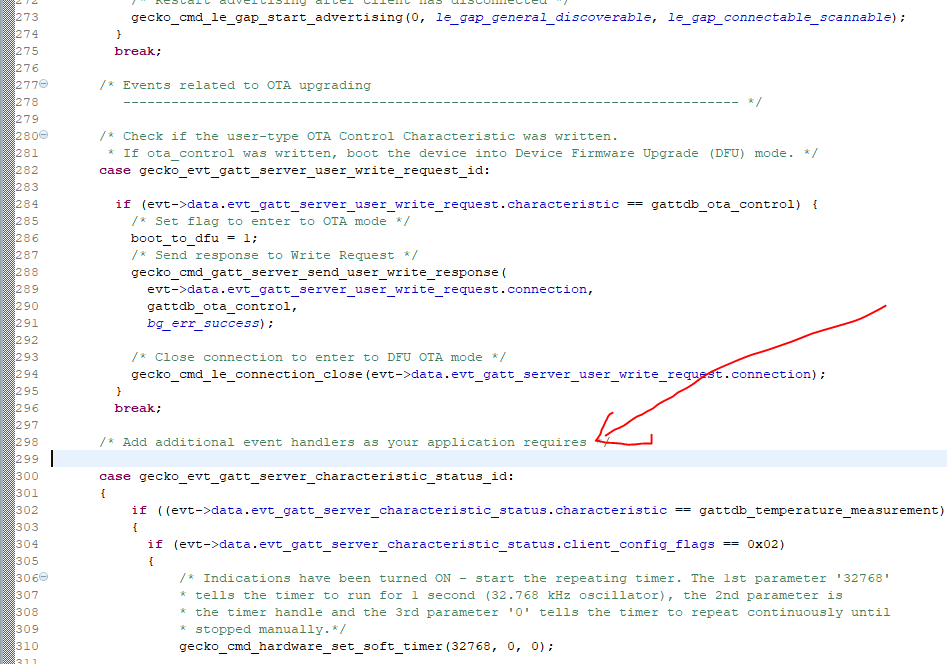 272 /* Restart advertising after client has disconnected */
273 gecko_cmd_le_gap_start_advertising(0, le_gap_general_discoverable, le_gap_connectable_scannable);
274 }
275 break;
276
277 /* Events related to OTA upgrading
278 ----------------------------------------------------------------------------- */
279
280 /* Check if the user-type OTA Control Characteristic was written.
281 * If ota_control was written, boot the device into Device Firmware Upgrade (DFU) mode. */
282 case gecko_evt_gatt_server_user_write_request_id:
283
284 if (evt->data.evt_gatt_server_user_write_request.characteristic == gattdb_ota_control) {
285 /* Set flag to enter to OTA mode */
286 boot_to_dfu = 1;
287 /* Send response to Write Request */
288 gecko_cmd_gatt_server_send_user_write_response(
289 evt->data.evt_gatt_server_user_write_request.connection,
290 gattdb_ota_control,
291 bg_err_success);
292
293 /* Close connection to enter to DFU OTA mode */
294 gecko_cmd_le_connection_close(evt->data.evt_gatt_server_user_write_request.connection);
295 }
296 break;
297
298 /* Add additional event handlers as your application requires */
299
300 case gecko_evt_gatt_server_characteristic_status_id:
301 {
302 if ((evt->data.evt_gatt_server_characteristic_status.characteristic == gattdb_temperature_measurement)
303 {
304 if (evt->data.evt_gatt_server_characteristic_status.client_config_flags == 0x02)
305 {
306 /* Indications have been turned ON - start the repeating timer. The 1st parameter '32768'
307 * tells the timer to run for 1 second (32.768 kHz oscillator), the 2nd parameter is
308 * the timer handle and the 3rd parameter '0' tells the timer to repeat continuously until
309 * stopped manually.*/
310 gecko_cmd_hardware_set_soft_timer(32768, 0, 0);
311